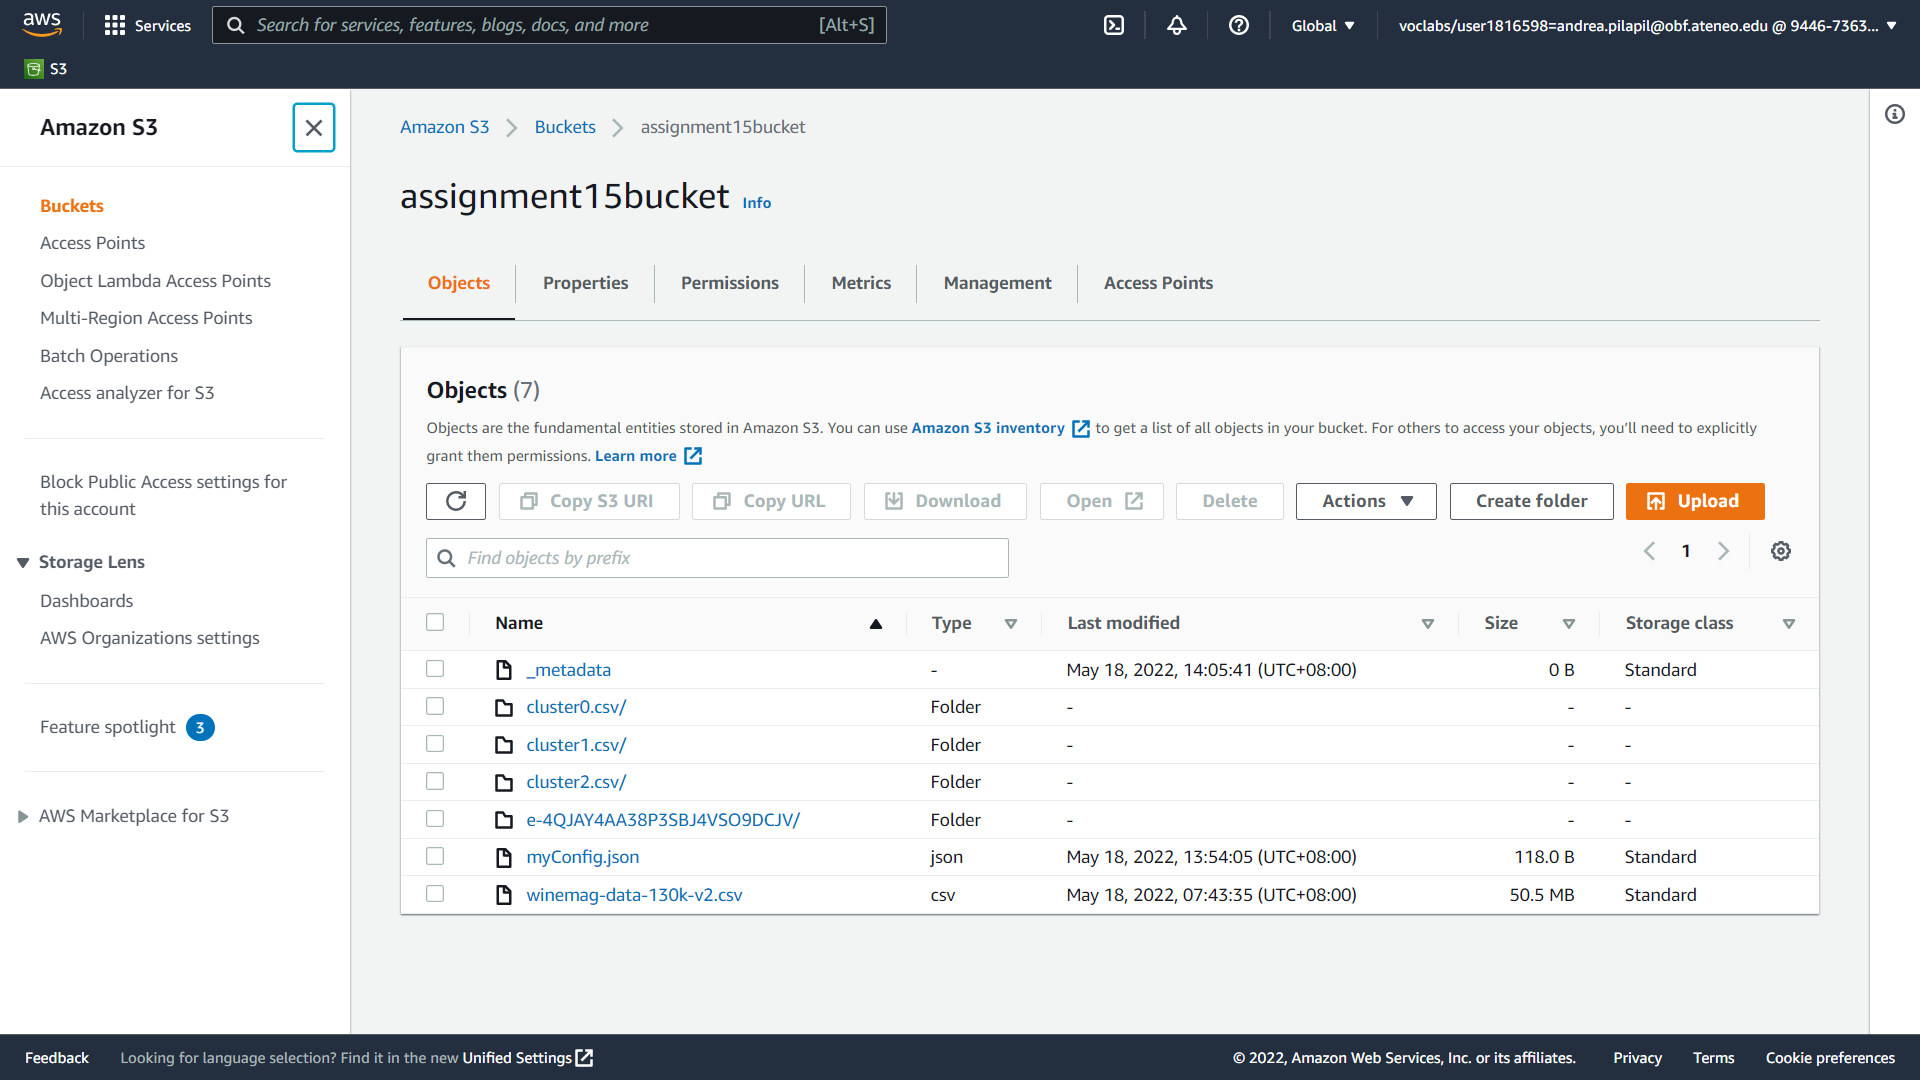 aws
Services
Search for services, features, blogs, docs, and more [Alt+S]
Global
voclabs/user1816598=andrea.pilapil@obf.ateneo.edu @ 9446-7363...
S3
Amazon S3
Buckets
Access Points
Object Lambda Access Points
Multi-Region Access Points
Batch Operations
Access analyzer for S3
Block Public Access settings for
this account
Storage Lens
Dashboards
AWS Organizations settings
Feature spotlight 3
AWS Marketplace for S3
Amazon S3 Buckets assignment15bucket
assignment15bucket Info
Objects Properties Permissions Metrics Management Access Points
Objects (7)
Objects are the fundamental entities stored in Amazon S3. You can use Amazon S3 inventory to get a list of all objects in your bucket. For others to access your objects, you'll need to explicitly
grant them permissions. Learn more
Copy S3 URI Copy URL Download Open Delete Actions Create folder Upload
Find objects by prefix
1
Name Type Last modified Size Storage class
_metadata - May 18, 2022, 14:05:41 (UTC+08:00) 0 B Standard
cluster0.csv/ Folder - - -
cluster1.csv/ Folder - - -
cluster2.csv/ Folder - - -
e-4QJAY4AA38P3SBJ4VSO9DCJV/ Folder - - -
myConfig.json json May 18, 2022, 13:54:05 (UTC+08:00) 118.0 B Standard
winemag-data-130k-v2.csv csv May 18, 2022, 07:43:35 (UTC+08:00) 50.5 MB Standard
Feedback Looking for language selection? Find it in the new Unified Settings
© 2022, Amazon Web Services, Inc. or its affiliates. Privacy Terms Cookie preferences